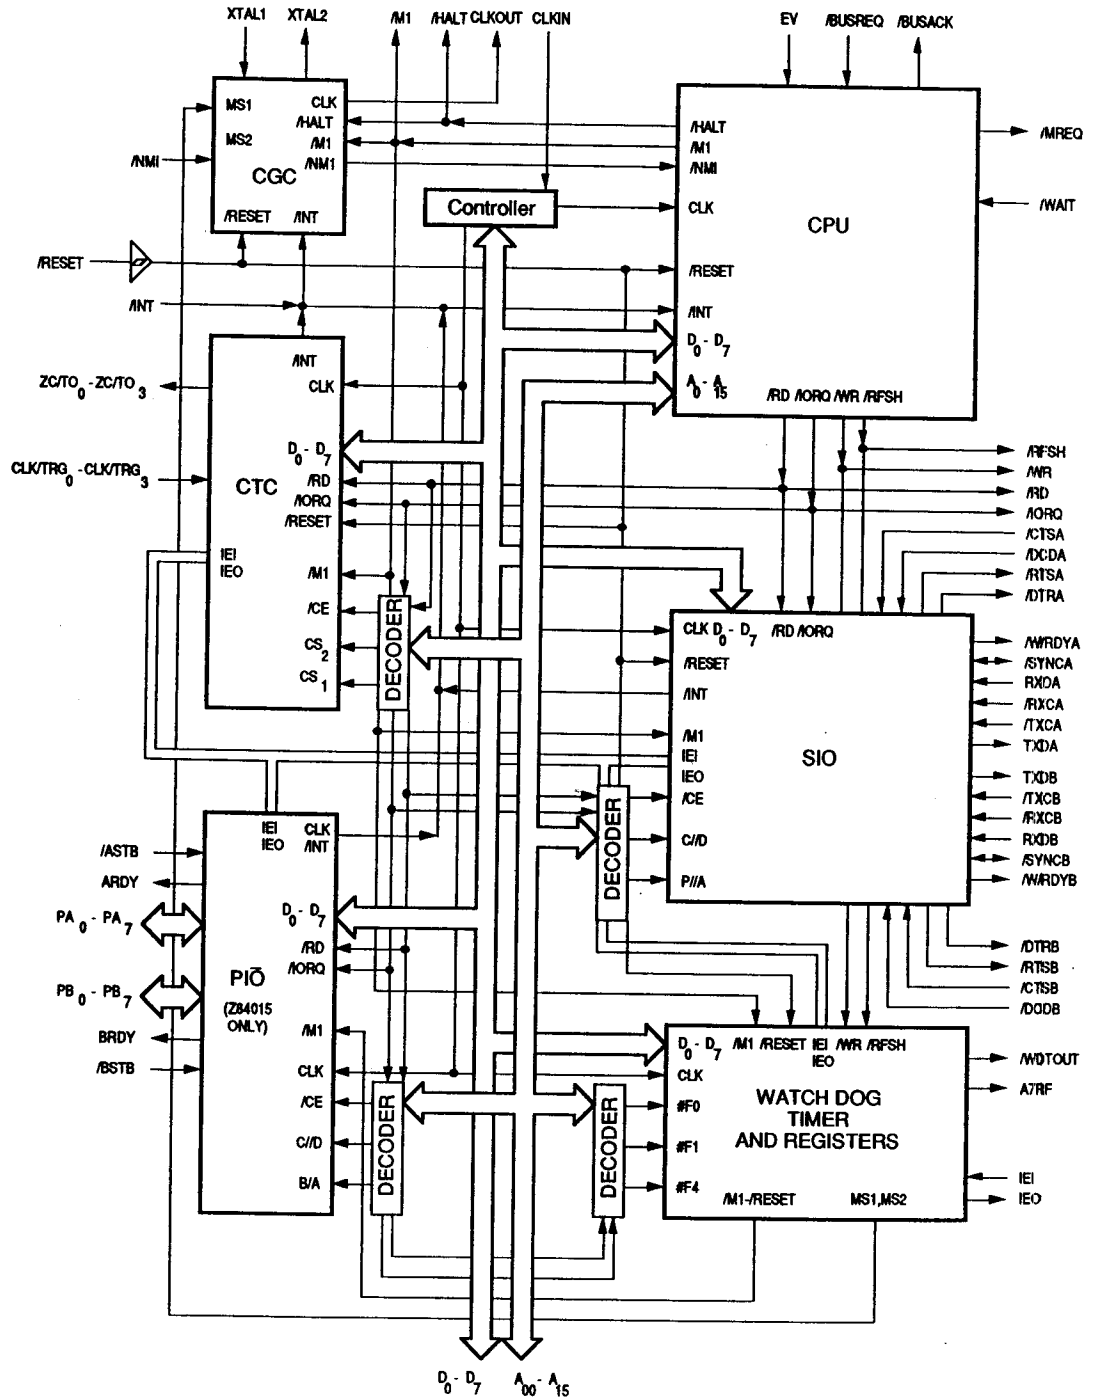 XTAL1 XTAL2 /M1 /HALT CLKOUT CLKIN EV /BUSREQ /BUSACK
MS1
CLK
/HALT
MS2
/M1
/NM1
/NMI
CGC
/RESET /INT
Controller
/HALT
/M1
/NMI
CLK
CPU
/MREQ
/WAIT
/RESET
/RESET
/INT
/INT
D0 - D7
A0 - A15
/RD /IORQ /WR /RFSH
/INT
CLK
ZC/TO0 - ZC/TO3
CLK/TRG0 - CLK/TRG3
D0 - D7
/RD
CTC
/IORQ
/RESET
IEI
IEO
/M1
/CE
CS2
CS1
DECODER
/RFSH
/WR
/RD
/IORQ
/CTSA
/DCDA
/RTSA
/DTRA
CLK D0 - D7 /RD /IORQ
/RESET
/INT
/M1
IEI
IEO
/CE
C//D
P//A
SIO
DECODER
/W/RDYA
/SYNCA
RXDA
/RXCA
/TXCA
TXDA
TXDB
/TXCB
/RXCB
RXDB
/SYNCB
/W/RDYB
/DTRB
/RTSB
/CTSB
/DODB
IEI
IEO
CLK
/INT
/ASTB
ARDY
PA0 - PA7
PB0 - PB7
BRDY
/BSTB
D0 - D7
/RD
/IORQ
PIO
(Z84015
ONLY)
/M1
CLK
/CE
C//D
B/A
DECODER
DECODER
D0 - D7 /M1 /RESET IEI /WR /RFSH
IEO
CLK
#F0
#F1
#F4
WATCH DOG
TIMER
AND REGISTERS
/M1-/RESET MS1,MS2
/WDTOUT
A7RF
IEI
IEO
D0 - D7 A00 - A15